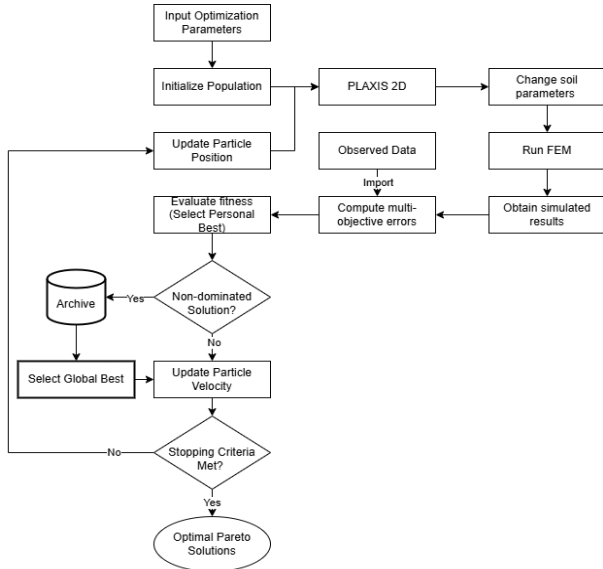 Input Optimization
Parameters
Initialize Population
PLAXIS 2D
Change soil
parameters
Update Particle
Position
Observed Data
Run FEM
Import
Evaluate fitness
(Select Personal
Best)
Compute multi-
objective errors
Obtain simulated
results
Archive
Yes
Non-dominated
Solution?
No
Select Global Best
Update Particle
Velocity
No
Stopping Criteria
Met?
Yes
Optimal Pareto
Solutions